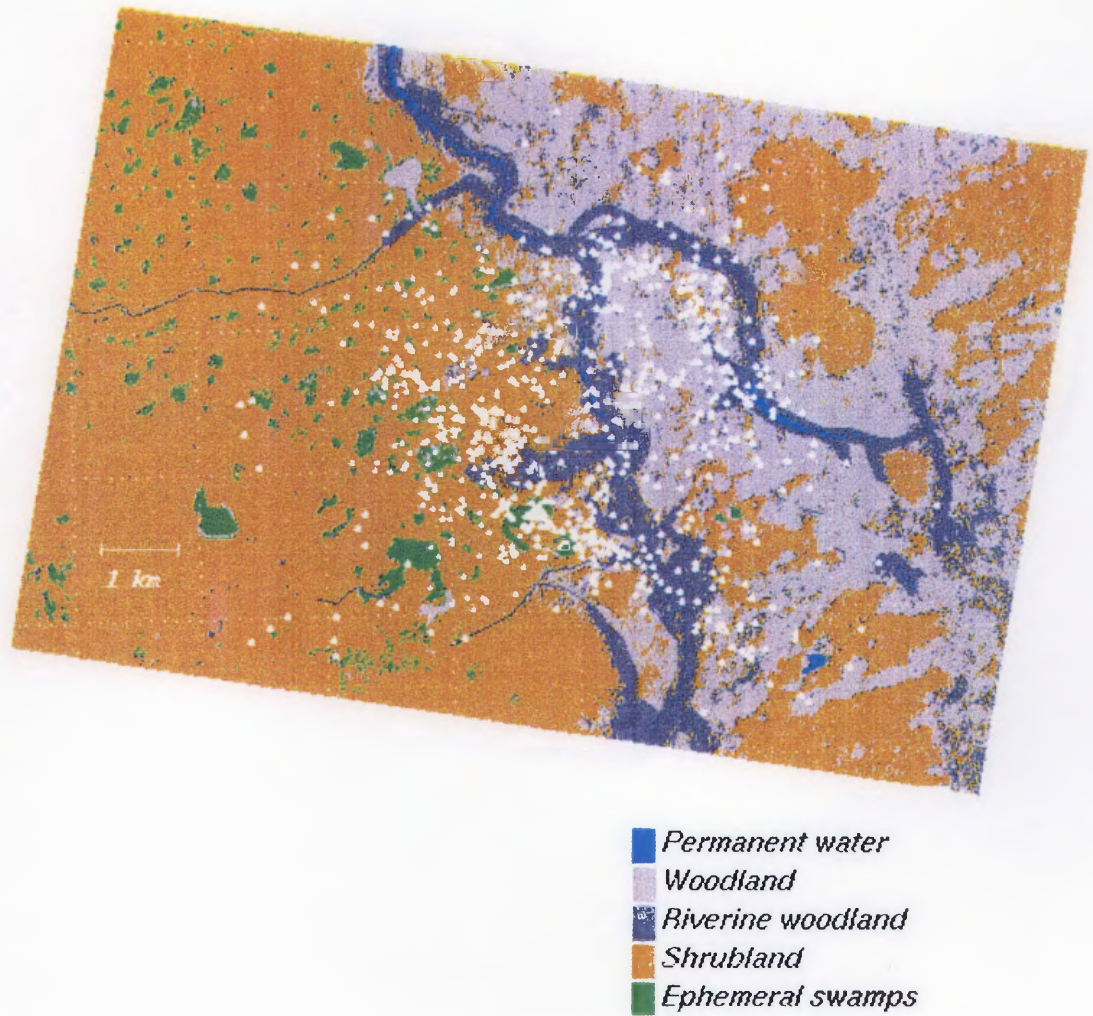 1 km
Permanent water
Woodland
Riverine woodland
Shrubland
Ephemeral swamps